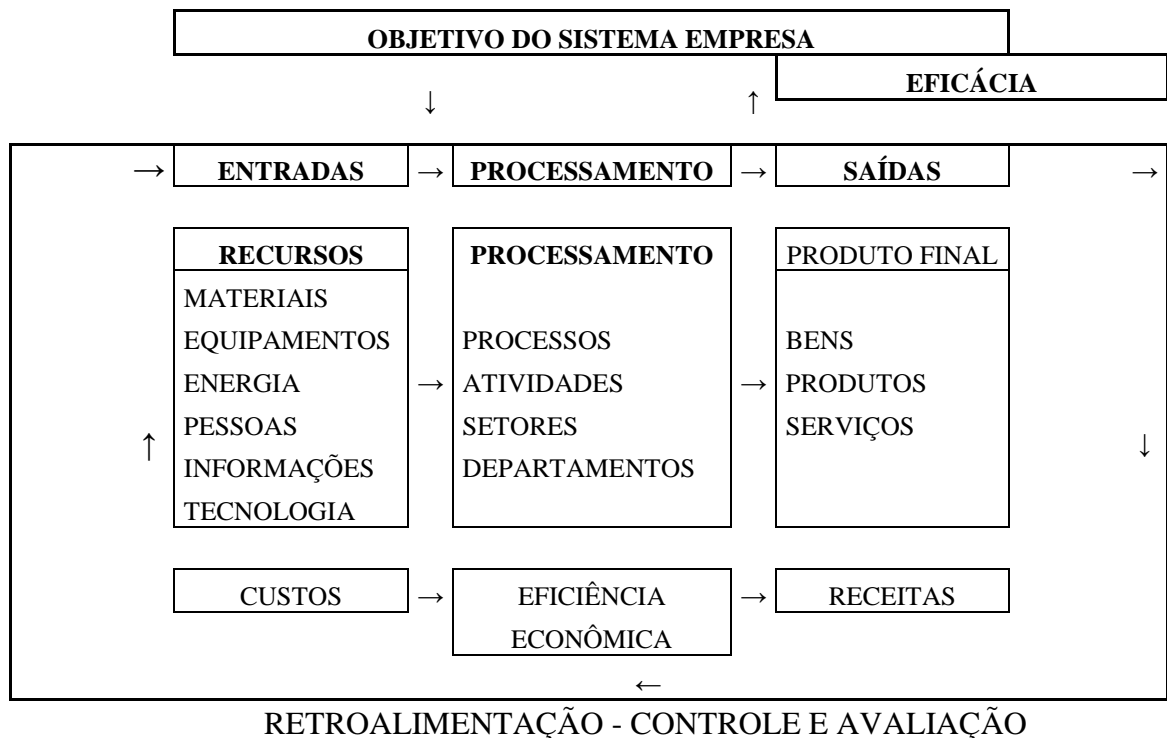 OBJETIVO DO SISTEMA EMPRESA
EFICÁCIA
↓ ↑
→ ENTRADAS → PROCESSAMENTO → SAÍDAS →
RECURSOS PROCESSAMENTO PRODUTO FINAL
MATERIAIS
EQUIPAMENTOS PROCESSOS BENS
ENERGIA → ATIVIDADES → PRODUTOS
↑ PESSOAS SETORES SERVIÇOS ↓
INFORMAÇÕES DEPARTAMENTOS
TECNOLOGIA
CUSTOS → EFICIÊNCIA → RECEITAS
ECONÔMICA
←
RETROALIMENTAÇÃO - CONTROLE E AVALIAÇÃO